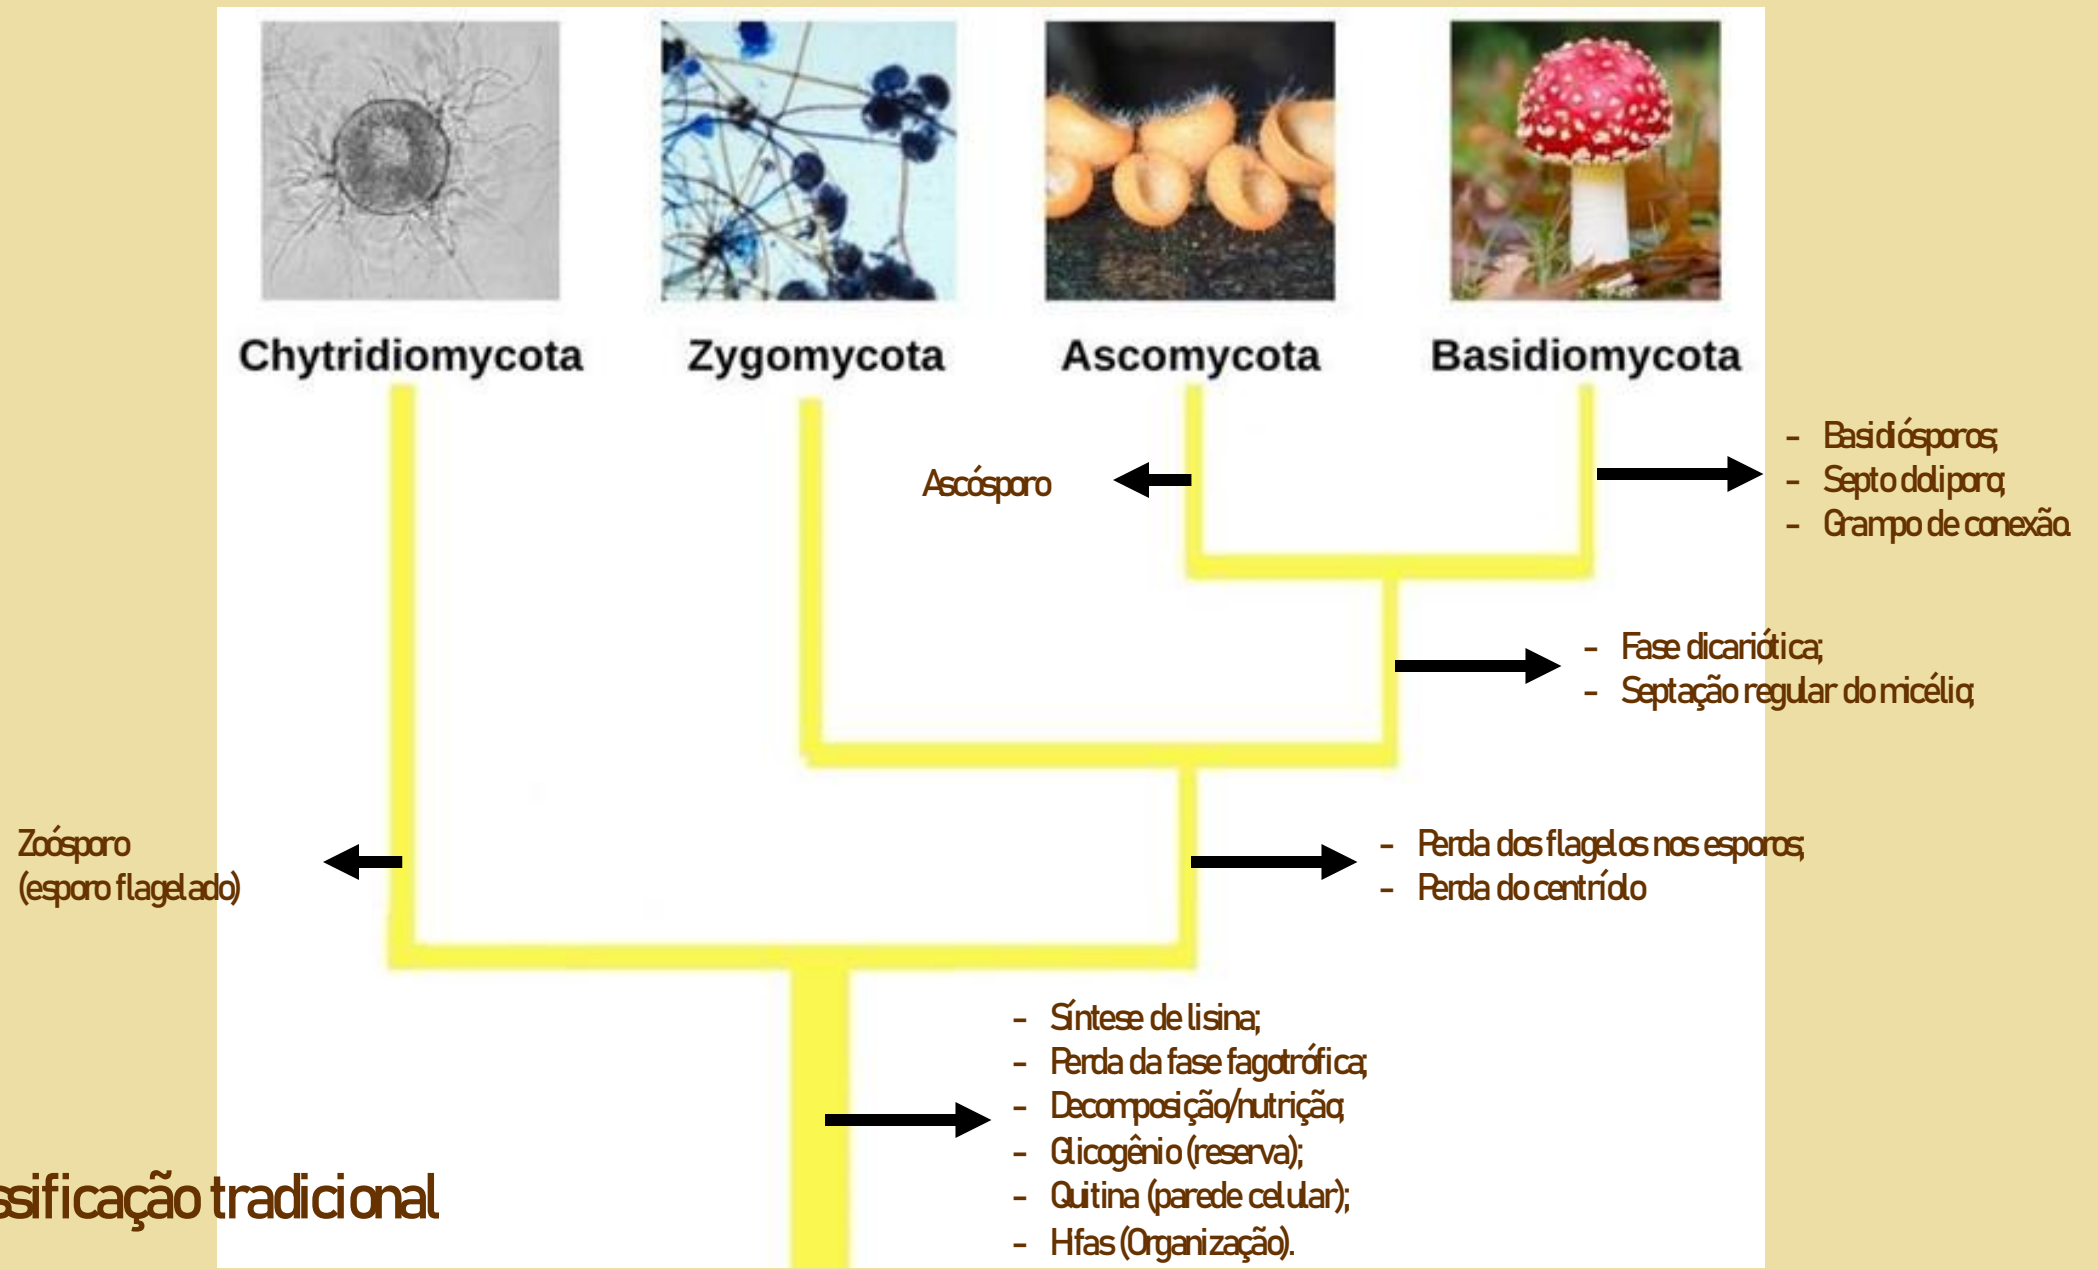 Chytridiomycota
Zygomycota
Ascomycota
Basidiomycota
Ascósporo
- Basidiósporos;
- Septo doliporo;
- Grampo de conexão.
- Fase dicariótica;
- Septação regular do micélio;
Zoósporo
(esporo flagelado)
- Perda dos flagelos nos esporos;
- Perda do centríolo
- Síntese de lisina;
- Perda da fase fagotrófica;
- Decomposição/nutrição;
- Glicogênio (reserva);
- Quitina (parede celular);
- Hifas (Organização).
ssificação tradicional